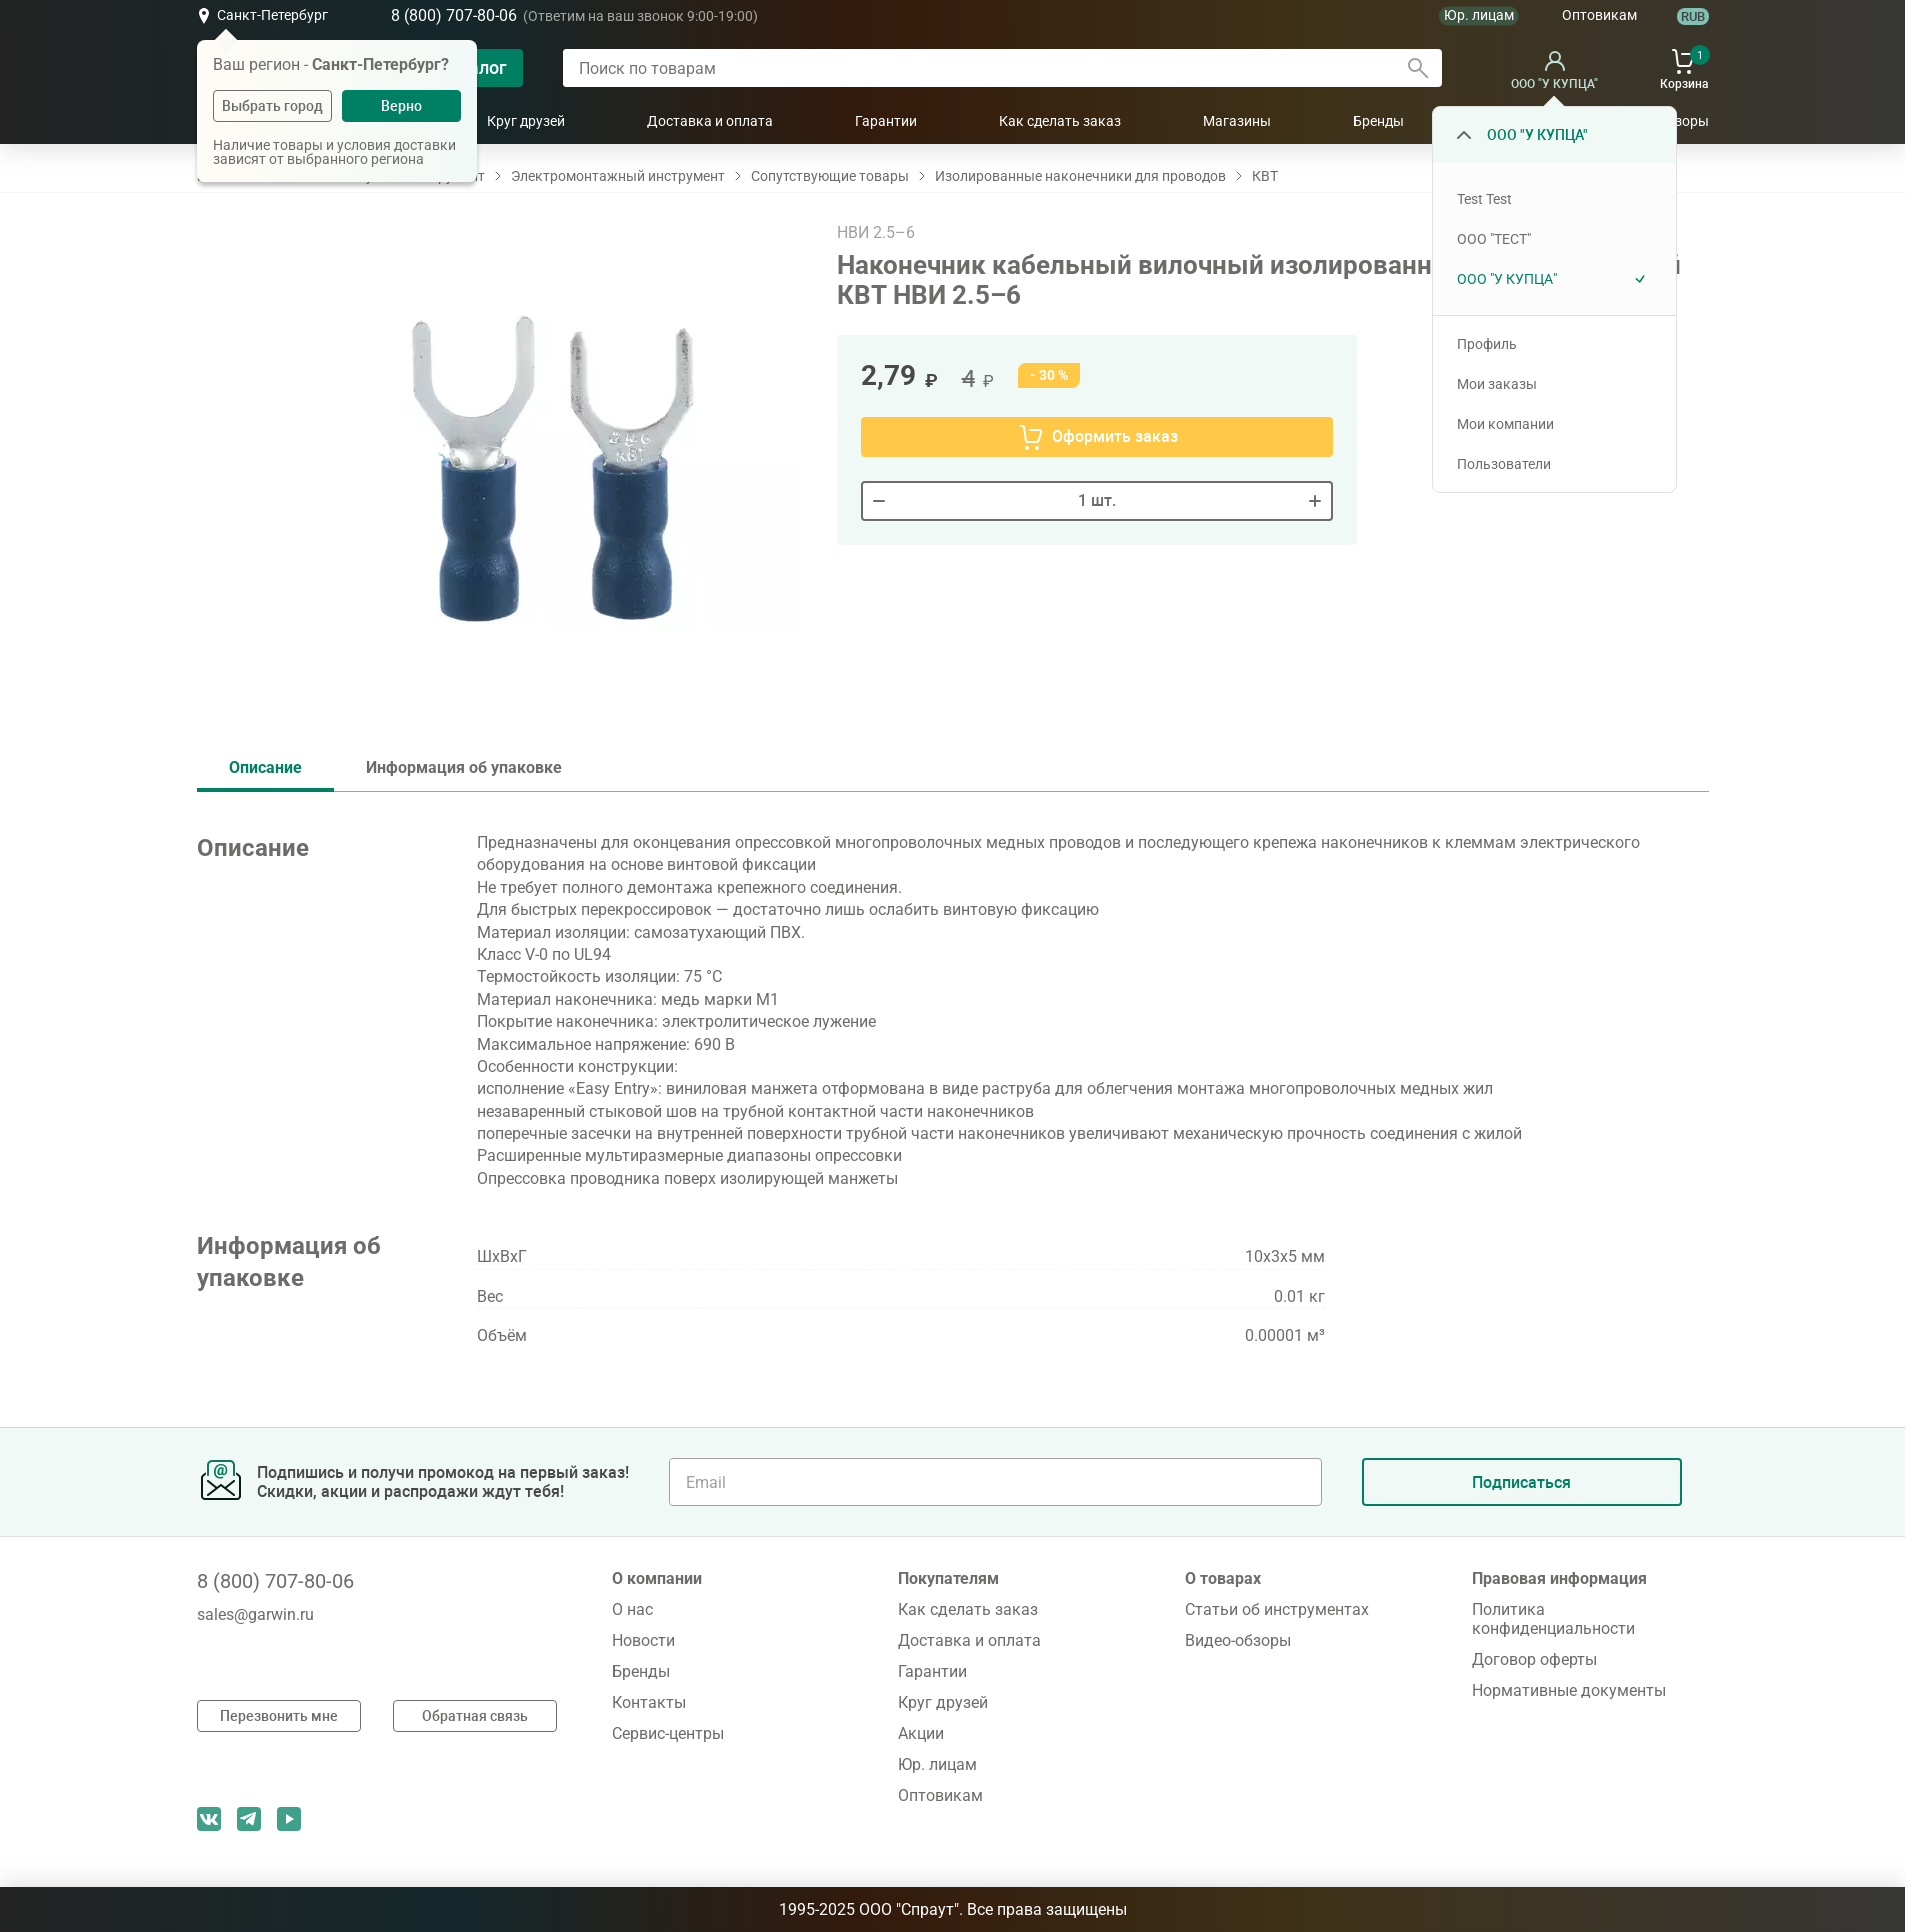 Санкт-Петербург
8 (800) 707-80-06 (Ответим на ваш звонок 9:00-19:00)
Юр. лицам
Оптовикам
RUB
Ваш регион - Санкт-Петербург?
Выбрать город
Верно
Наличие товары и условия доставки
зависят от выбранного региона
Поиск по товарам
ООО "У КУПЦА"
1
Корзина
Круг друзей
Доставка и оплата
Гарантии
Как сделать заказ
Магазины
Бренды
Электромонтажный инструмент
Сопутствующие товары
Изолированные наконечники для проводов
КВТ
ООО "У КУПЦА"
Test Test
ООО "ТЕСТ"
ООО "У КУПЦА"
Профиль
Мои заказы
Мои компании
Пользователи
НВИ 2.5–6
Наконечник кабельный вилочный
КВТ НВИ 2.5–6
2,79 ₽
4 ₽
- 30 %
Оформить заказ
1 шт.
Описание
Информация об упаковке
Описание
Предназначены для оконцевания опрессовкой многопроволочных медных проводов и последующего крепежа наконечников к клеммам электрического
оборудования на основе винтовой фиксации
Не требует полного демонтажа крепежного соединения.
Для быстрых перекроссировок — достаточно лишь ослабить винтовую фиксацию
Материал изоляции: самозатухающий ПВХ.
Класс V-0 по UL94
Термостойкость изоляции: 75 °C
Материал наконечника: медь марки М1
Покрытие наконечника: электролитическое лужение
Максимальное напряжение: 690 В
Особенности конструкции:
исполнение «Easy Entry»: виниловая манжета отформована в виде раструба для облегчения монтажа многопроволочных медных жил
незаваренный стыковой шов на трубной контактной части наконечников
поперечные засечки на внутренней поверхности трубной части наконечников увеличивают механическую прочность соединения с жилой
Расширенные мультиразмерные диапазоны опрессовки
Опрессовка проводника поверх изолирующей манжеты
Информация об
упаковке
ШхВхГ
10x3x5 мм
Вес
0.01 кг
Объём
0.00001 м³
Подпишись и получи промокод на первый заказ!
Скидки, акции и распродажи ждут тебя!
Email
Подписаться
8 (800) 707-80-06
sales@garwin.ru
Перезвонить мне
Обратная связь
О компании
О нас
Новости
Бренды
Контакты
Сервис-центры
Покупателям
Как сделать заказ
Доставка и оплата
Гарантии
Круг друзей
Акции
Юр. лицам
Оптовикам
О товарах
Статьи об инструментах
Видео-обзоры
Правовая информация
Политика
конфиденциальности
Договор оферты
Нормативные документы
1995-2025 ООО "Спраут". Все права защищены